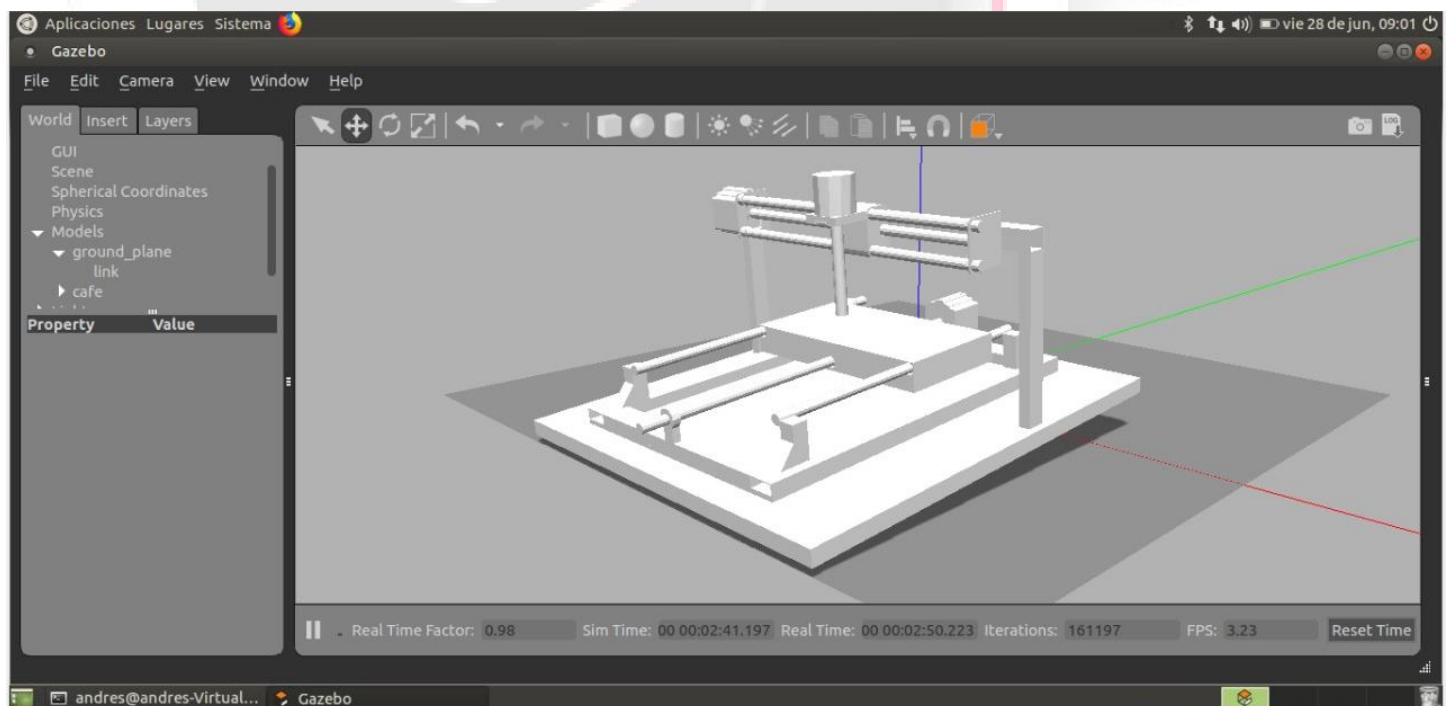 Aplicaciones Lugares Sistema
vie 28 de jun, 09:01
Gazebo
File Edit Camera View Window Help
World Insert Layers
LOG
GUI
Scene
Spherical Coordinates
Physics
Models
ground_plane
link
cafe
Property Value
Real Time Factor: 0.98 Sim Time: 00 00:02:41.197 Real Time: 00 00:02:50.223 Iterations: 161197 FPS: 3.23 Reset Time
andres@andres-Virtual... Gazebo